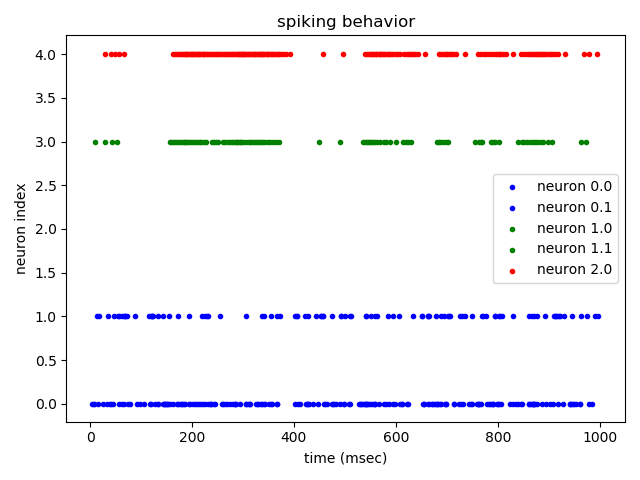 spiking behavior
4.0
3.5
3.0
2.5
2.0
1.5
1.0
0.5
0.0
neuron index
neuron 0.0
neuron 0.1
neuron 1.0
neuron 1.1
neuron 2.0
0 200 400 600 800 1000
time (msec)